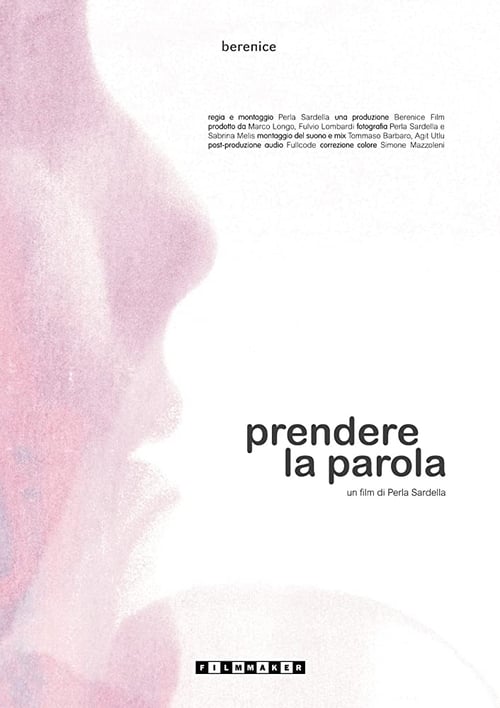 berenice
regia e montaggio Perla Sardella una produzione Berenice Film
prodotto da Marco Longo, Fulvio Lombardi fotografia Perla Sardella e
Sabrina Melis montaggio del suono e mix Tommaso Barbaro, Agit Utlu
post-produzione audio Fullcode correzione colore Simone Mazzoleni
prendere
la parola
un film di Perla Sardella
FILMMAKER